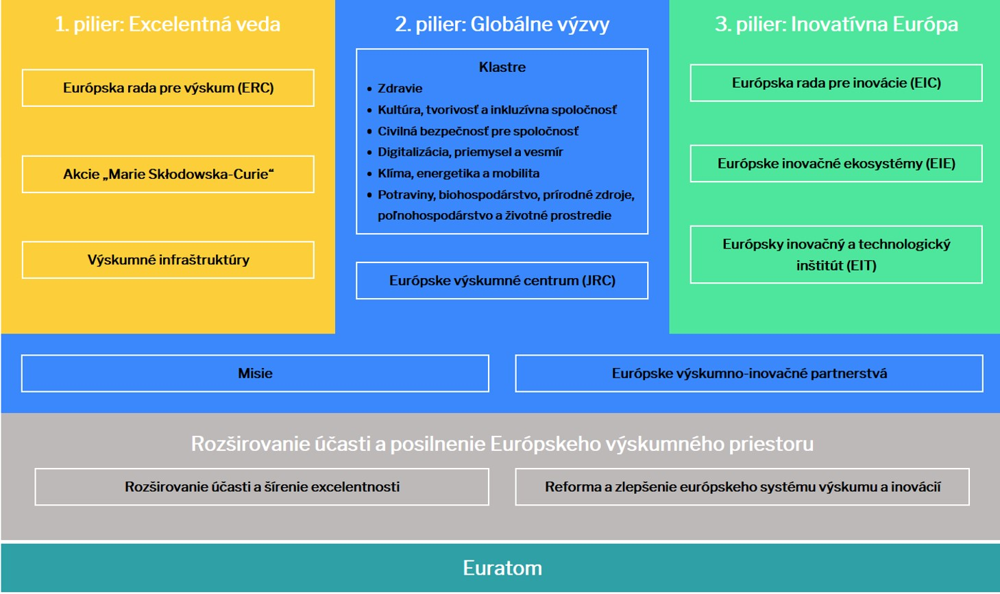 1. pilier: Excelentná veda
Európska rada pre výskum (ERC)
Akcie „Marie Skłodowska-Curie“
Výskumné infraštruktúry
2. pilier: Globálne výzvy
Klastre
• Zdravie
• Kultúra, tvorivosť a inkluzívna spoločnosť
• Civilná bezpečnosť pre spoločnosť
• Digitalizácia, priemysel a vesmír
• Klíma, energetika a mobilita
• Potraviny, biohospodárstvo, prírodné zdroje,
poľnohospodárstvo a životné prostredie
Európske výskumné centrum (JRC)
3. pilier: Inovatívna Európa
Európska rada pre inovácie (EIC)
Európske inovačné ekosystémy (EIE)
Európsky inovačný a technologický
inštitút (EIT)
Misie
Európske výskumno-inovačné partnerstvá
Rozširovanie účasti a posilnenie Európskeho výskumného priestoru
Rozširovanie účasti a šírenie excelentnosti
Reforma a zlepšenie európskeho systému výskumu a inovácií
Euratom